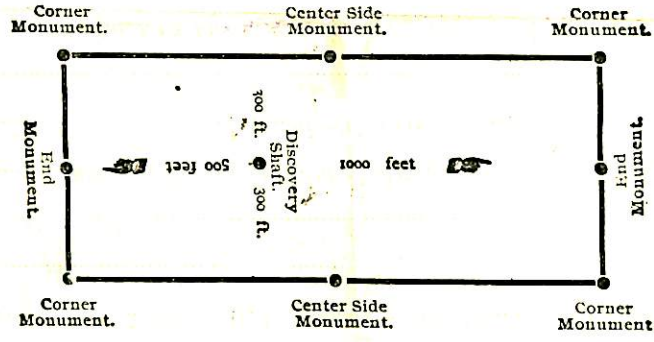 Corner
Monument.
Center Side
Monument.
Corner
Monument.
End
Monument.
500 feet
300 ft.
Discovery
Shaft.
300 ft.
1000 feet
End
Monument.
Corner
Monument.
Center Side
Monument.
Corner
Monument